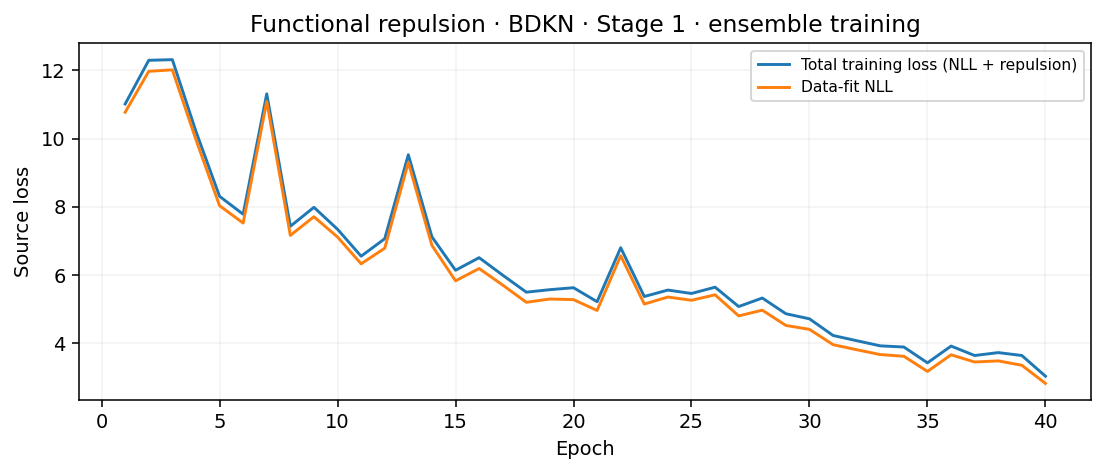 Functional repulsion · BDKN · Stage 1 · ensemble training
Total training loss (NLL + repulsion)
Data-fit NLL
Source loss
12
10
8
6
4
0 5 10 15 20 25 30 35 40
Epoch